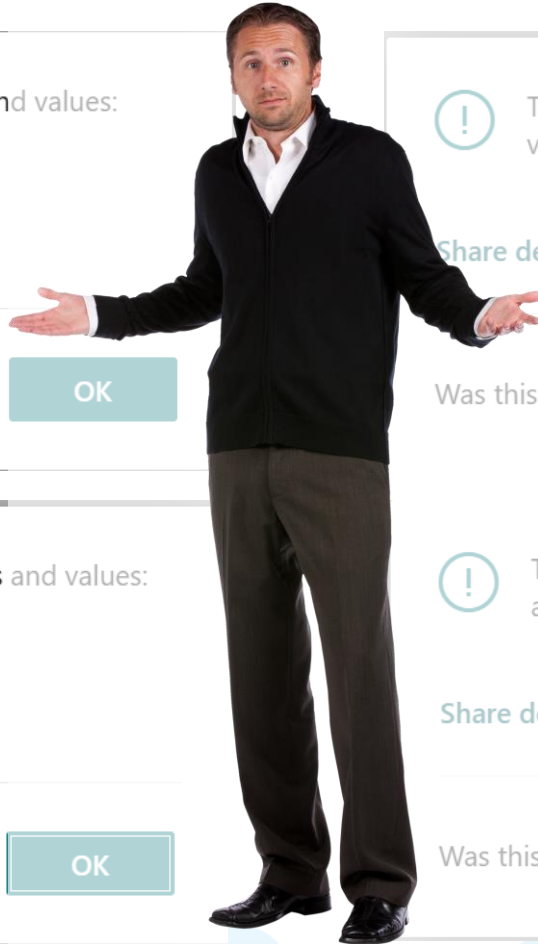 nd values:
T
v
Share de
OK
Was this
s and values:
T
a
Share de
OK
Was this